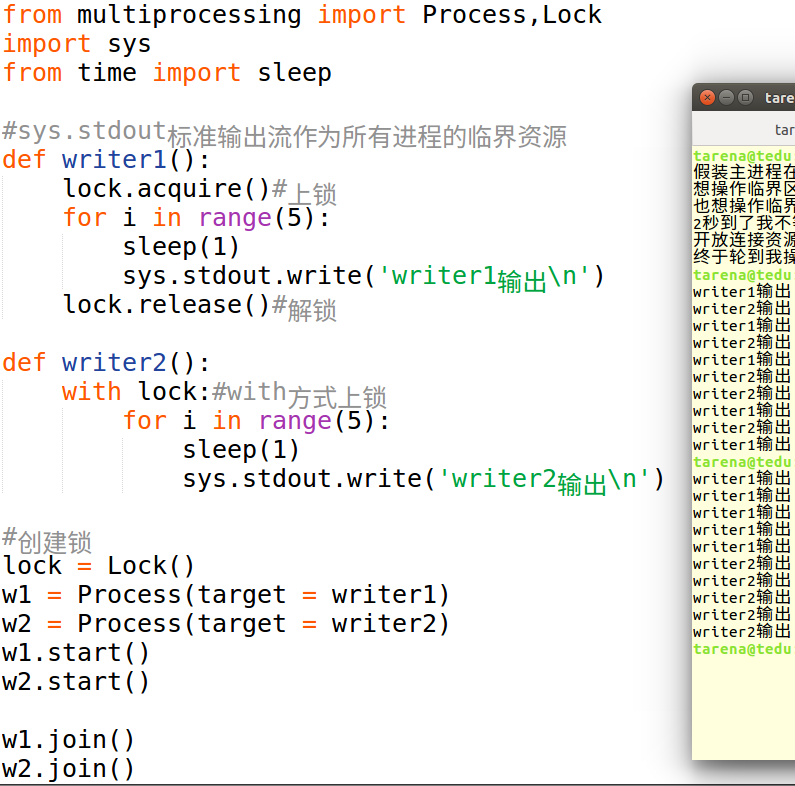 from multiprocessing import Process,Lock
import sys
from time import sleep
#sys.stdout标准输出流作为所有进程的临界资源
def writer1():
    lock.acquire()#上锁
    for i in range(5):
        sleep(1)
        sys.stdout.write('writer1输出\n')
    lock.release()#解锁
def writer2():
    with lock:#with方式上锁
        for i in range(5):
            sleep(1)
            sys.stdout.write('writer2输出\n')
#创建锁
lock = Lock()
w1 = Process(target = writer1)
w2 = Process(target = writer2)
w1.start()
w2.start()
w1.join()
w2.join()
tare
tar
tarena@tedu
假装主进程在
想操作临界区
也想操作临界
2秒到了我不
开放连接资源
终于轮到我操
tarena@tedu
writer1输出
writer2输出
writer1输出
writer2输出
writer1输出
writer2输出
writer2输出
writer1输出
writer2输出
writer1输出
tarena@tedu
writer1输出
writer1输出
writer1输出
writer1输出
writer1输出
writer2输出
writer2输出
writer2输出
writer2输出
writer2输出
tarena@tedu